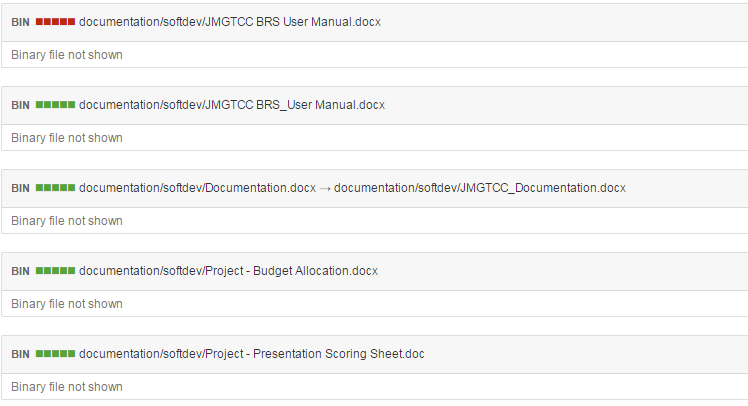 BIN documentation/softdev/JMGTCC BRS User Manual.docx
Binary file not shown
BIN documentation/softdev/JMGTCC BRS_User Manual.docx
Binary file not shown
BIN documentation/softdev/Documentation.docx → documentation/softdev/JMGTCC_Documentation.docx
Binary file not shown
BIN documentation/softdev/Project - Budget Allocation.docx
Binary file not shown
BIN documentation/softdev/Project - Presentation Scoring Sheet.doc
Binary file not shown